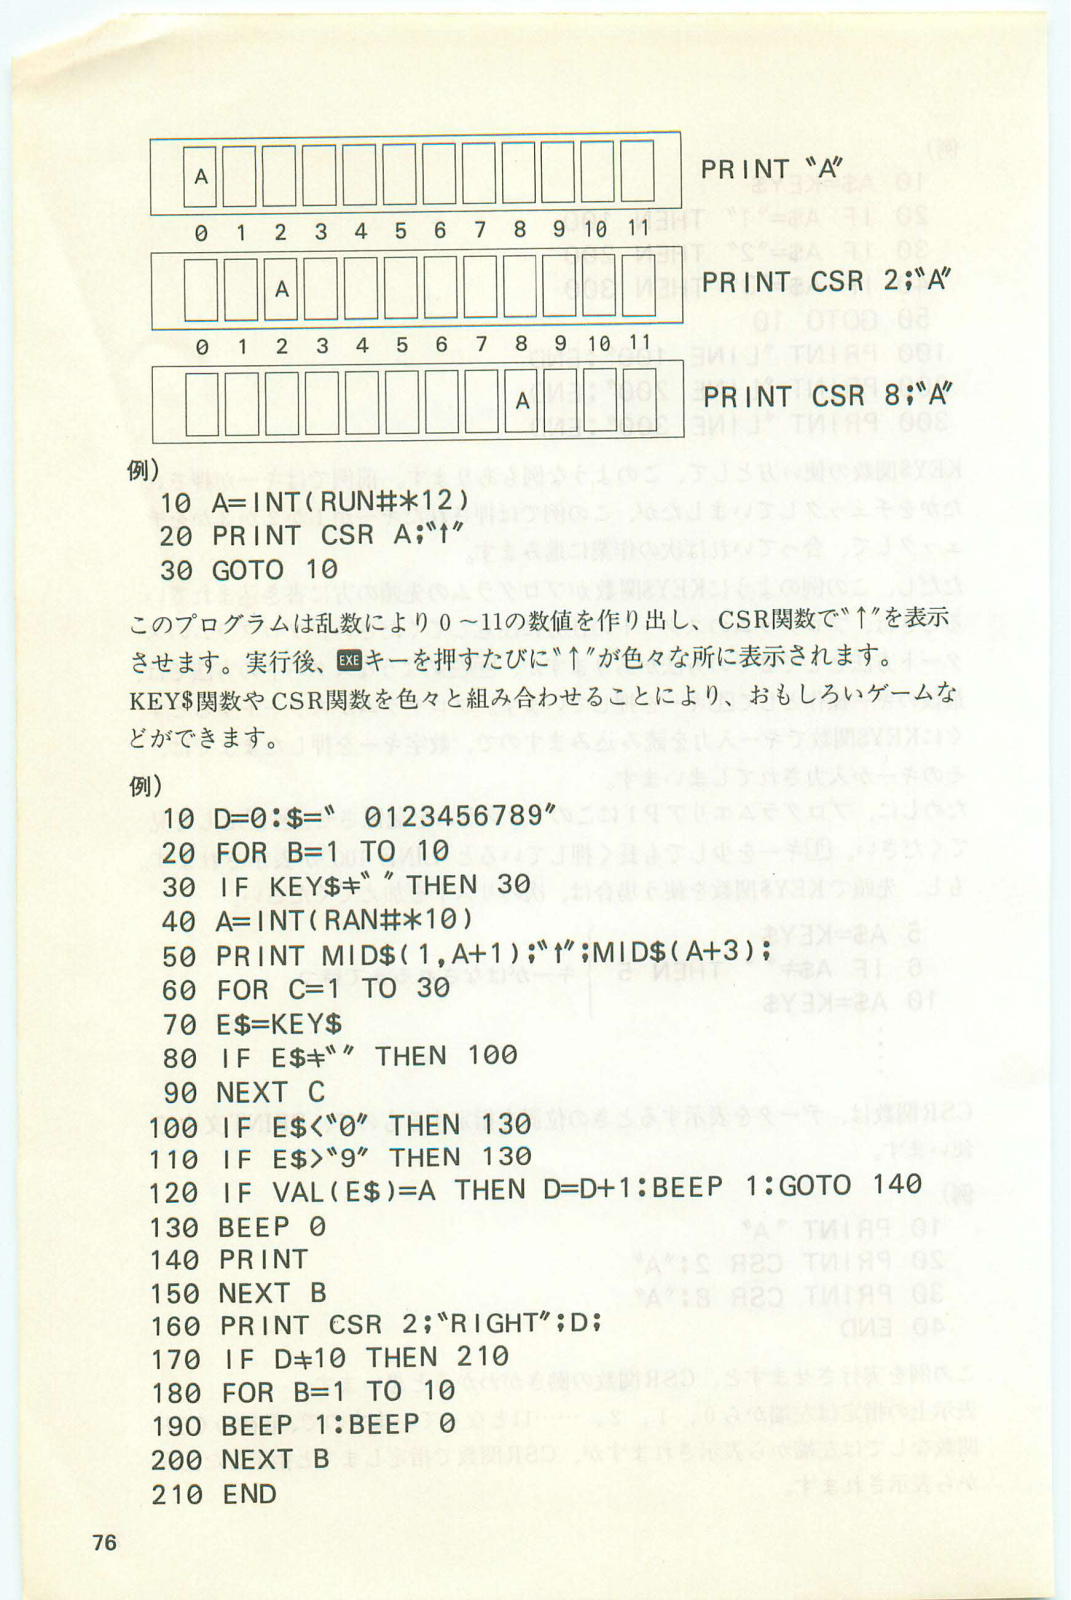 A PRINT "A"
0 1 2 3 4 5 6 7 8 9 10 11
A PRINT CSR 2;"A"
0 1 2 3 4 5 6 7 8 9 10 11
A PRINT CSR 8;"A"
例)
10 A=INT(RUN#*12)
20 PRINT CSR A;"↑"
30 GOTO 10
このプログラムは乱数により0～11の数値を作り出し、CSR関数で"↑"を表示
させます。実行後、EXEキーを押すたびに"↑"が色々な所に表示されます。
KEY$関数やCSR関数を色々と組み合わせることにより、おもしろいゲームな
どができます。
例)
10 D=0:$="  0123456789"
20 FOR B=1 TO 10
30 IF KEY$≠" "THEN 30
40 A=INT(RAN#*10)
50 PRINT MID$(1,A+1);"↑";MID$(A+3);
60 FOR C=1 TO 30
70 E$=KEY$
80 IF E$≠"" THEN 100
90 NEXT C
100 IF E$<"0" THEN 130
110 IF E$>"9" THEN 130
120 IF VAL(E$)=A THEN D=D+1:BEEP 1:GOTO 140
130 BEEP 0
140 PRINT
150 NEXT B
160 PRINT CSR 2;"RIGHT";D;
170 IF D≠10 THEN 210
180 FOR B=1 TO 10
190 BEEP 1:BEEP 0
200 NEXT B
210 END
76